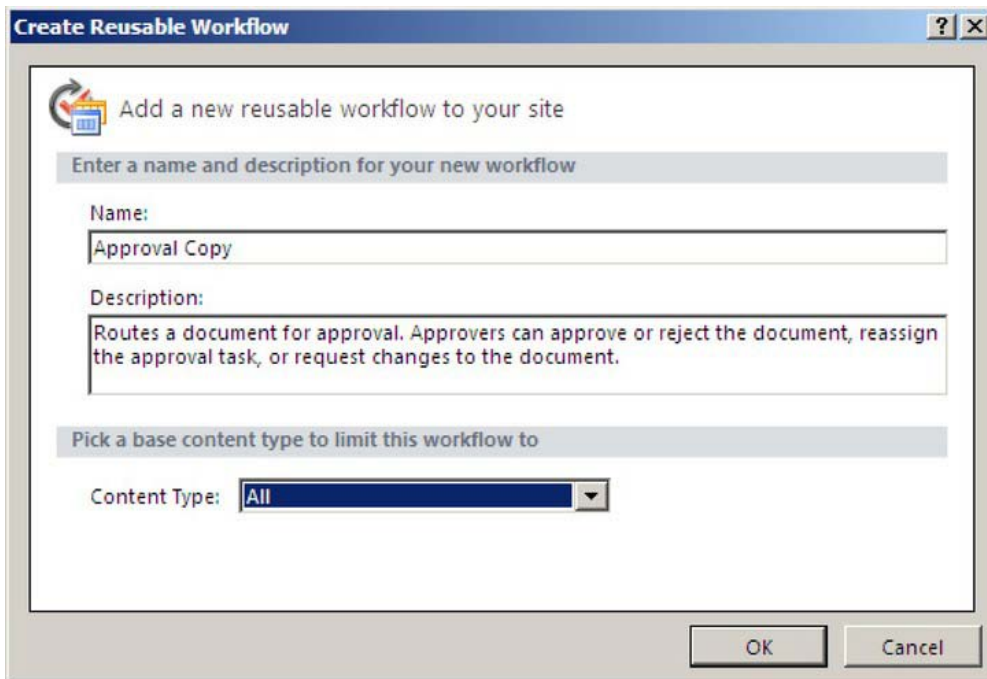 Create Reusable Workflow
Add a new reusable workflow to your site
Enter a name and description for your new workflow
Name:
Approval Copy
Description:
Routes a document for approval. Approvers can approve or reject the document, reassign
the approval task, or request changes to the document.
Pick a base content type to limit this workflow to
Content Type: All
OK Cancel